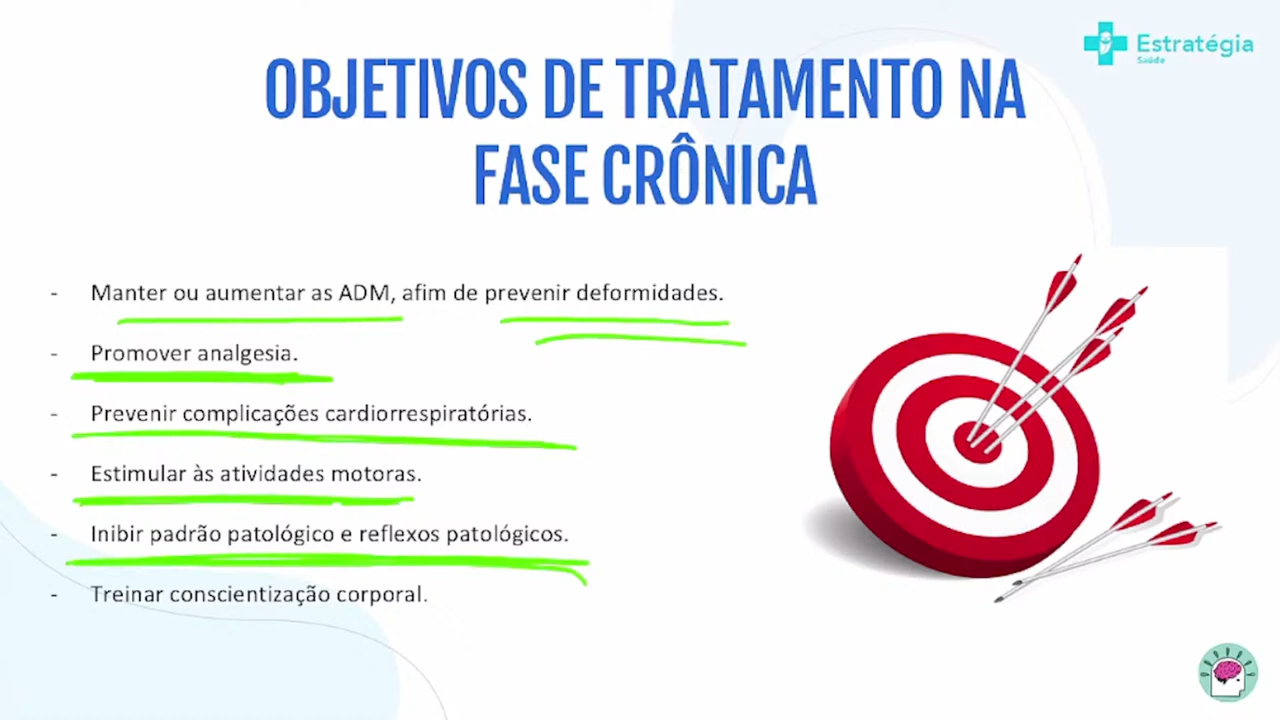 Estratégia
Saúde
OBJETIVOS DE TRATAMENTO NA
FASE CRÔNICA
- Manter ou aumentar as ADM, afim de prevenir deformidades.
- Promover analgesia.
- Prevenir complicações cardiorrespiratórias.
- Estimular às atividades motoras.
- Inibir padrão patológico e reflexos patológicos.
- Treinar conscientização corporal.